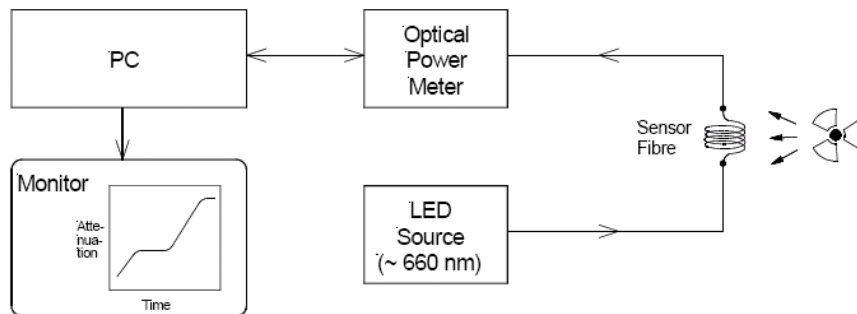 PC
Optical
Power
Meter
Sensor
Fibre
Monitor
Atte-
nua-
tion
Time
LED
Source
(~ 660 nm)